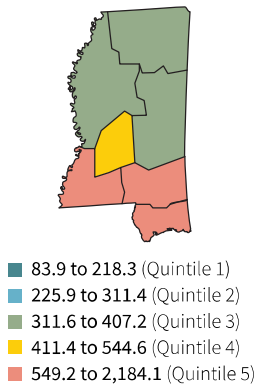 83.9 to 218.3 (Quintile 1)
225.9 to 311.4 (Quintile 2)
311.6 to 407.2 (Quintile 3)
411.4 to 544.6 (Quintile 4)
549.2 to 2,184.1 (Quintile 5)